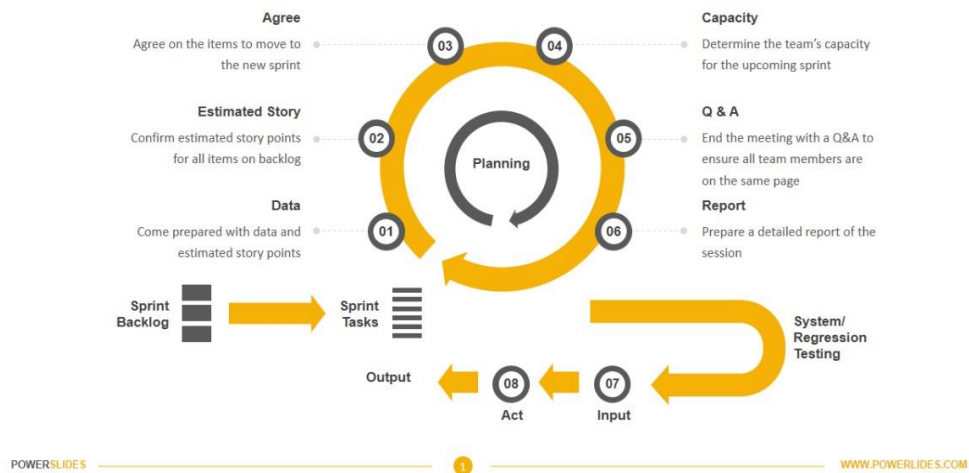 Agree
Agree on the items to move to
the new sprint
03
04
Capacity
Determine the team's capacity
for the upcoming sprint
Estimated Story
Confirm estimated story points
for all items on backlog
02
Planning
05
Q & A
End the meeting with a Q&A to
ensure all team members are
on the same page
Data
Come prepared with data and
estimated story points
01
06
Report
Prepare a detailed report of the
session
Sprint
Backlog
Sprint
Tasks
System/
Regression
Testing
Output
08
Act
07
Input
POWERSLIDES
1
WWW.POWERLIDES.COM